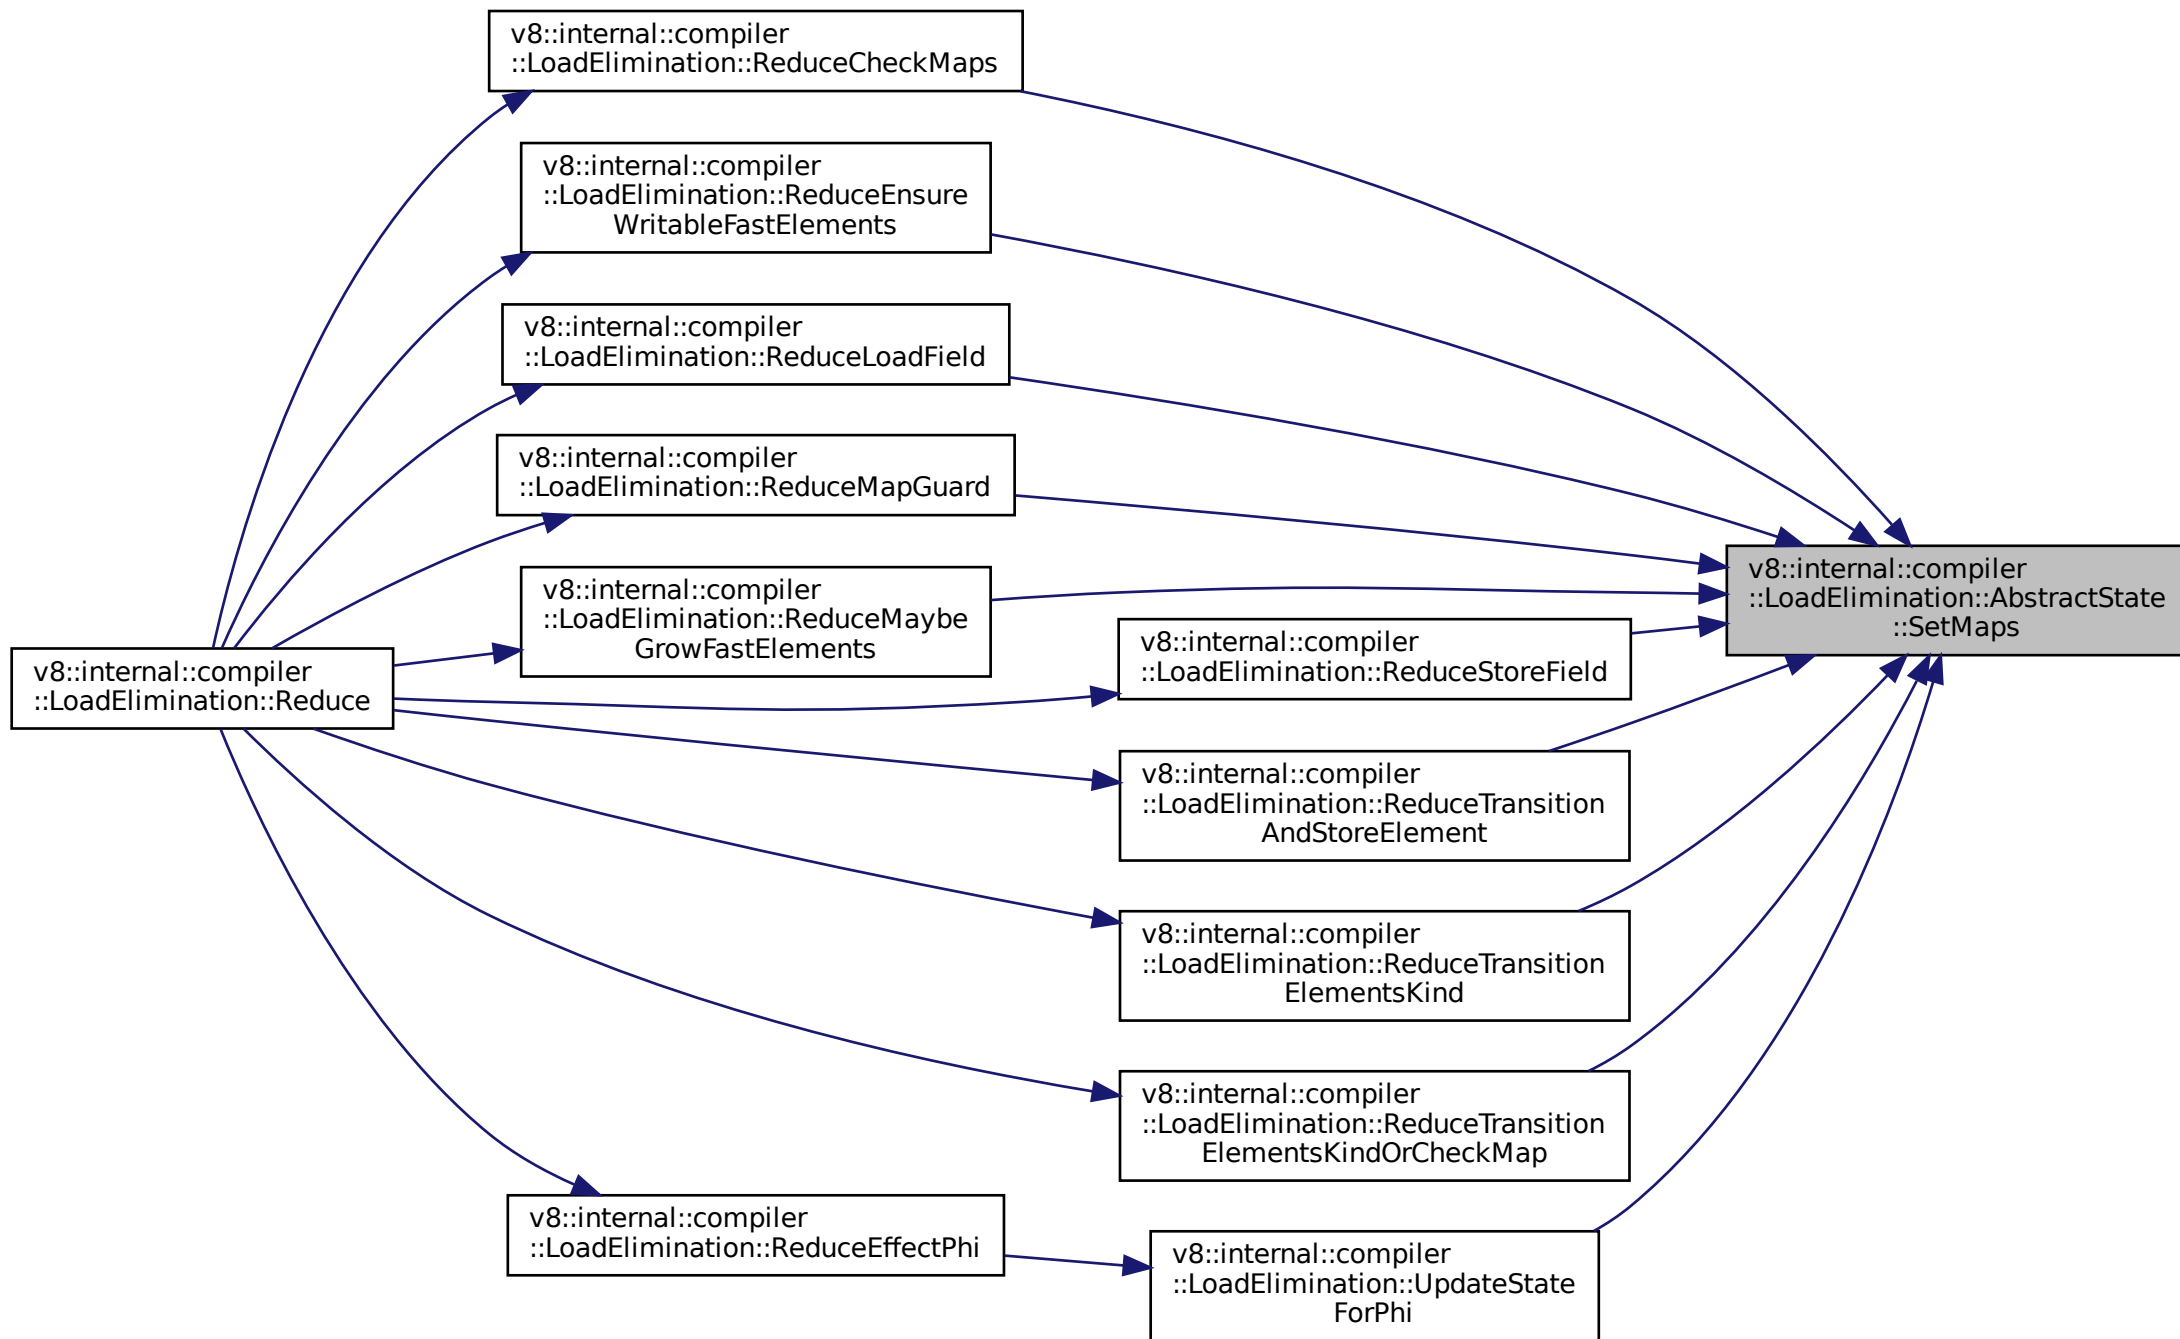 v8::internal::compiler
::LoadElimination::ReduceCheckMaps
v8::internal::compiler
::LoadElimination::ReduceEnsure
WritableFastElements
v8::internal::compiler
::LoadElimination::ReduceLoadField
v8::internal::compiler
::LoadElimination::ReduceMapGuard
v8::internal::compiler
::LoadElimination::ReduceMaybe
GrowFastElements
v8::internal::compiler
::LoadElimination::AbstractState
::SetMaps
v8::internal::compiler
::LoadElimination::ReduceStoreField
v8::internal::compiler
::LoadElimination::Reduce
v8::internal::compiler
::LoadElimination::ReduceTransition
AndStoreElement
v8::internal::compiler
::LoadElimination::ReduceTransition
ElementsKind
v8::internal::compiler
::LoadElimination::ReduceTransition
ElementsKindOrCheckMap
v8::internal::compiler
::LoadElimination::ReduceEffectPhi
v8::internal::compiler
::LoadElimination::UpdateState
ForPhi